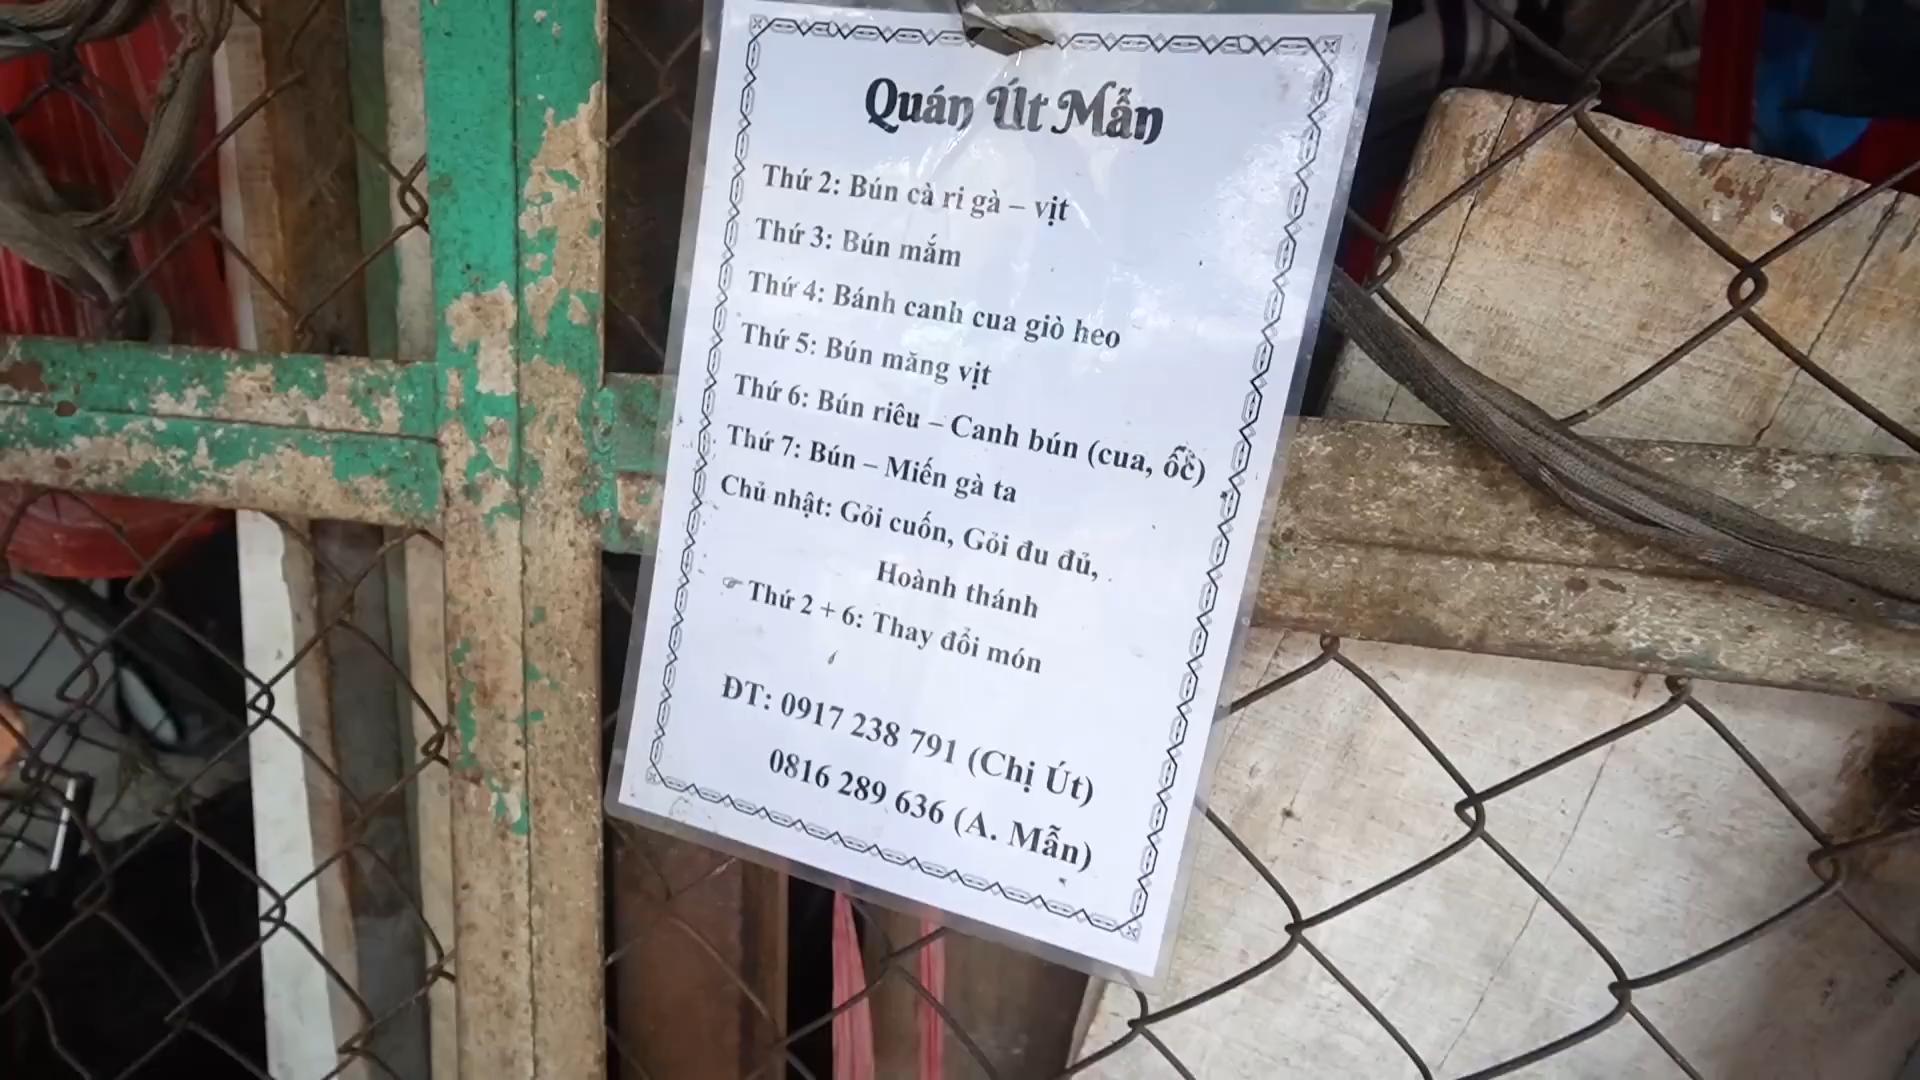 Quán Út Mẫn
Thứ 2: Bún cà ri gà – vịt
Thứ 3: Bún mắm
Thứ 4: Bánh canh cua giò heo
Thứ 5: Bún măng vịt
Thứ 6: Bún riêu – Canh bún (cua, ốc)
Thứ 7: Bún – Miến gà ta
Chủ nhật: Gỏi cuốn, Gỏi đu đủ,
Hoành thánh
☞ Thứ 2 + 6: Thay đổi món
ĐT: 0917 238 791 (Chị Út)
0816 289 636 (A. Mẫn)